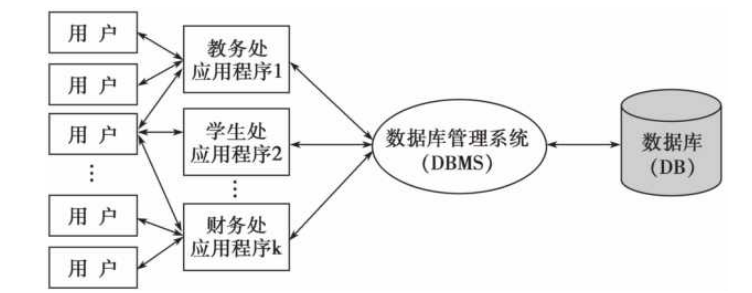 用 户
用 户
用 户
⋮
用 户
用 户
教务处
应用程序1
学生处
应用程序2
⋮
财务处
应用程序k
数据库管理系统
(DBMS)
数据库
(DB)